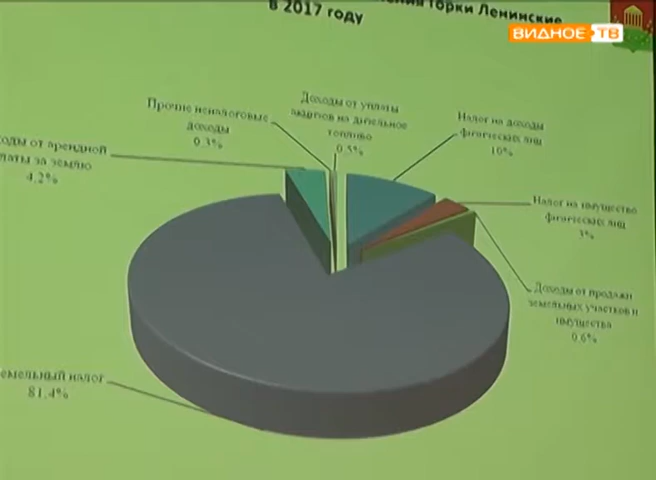 Горки Ленинские
в 2017 году
ВИДНОЕ ТВ
Доходы от уплаты
акцизов на дизельное
топливо
0,5%
Прочие неналоговые
доходы
0,3%
Налог на доходы
физических лиц
10%
ходы от арендной
платы за землю
4,2%
Налог на имущество
физических лиц
3%
Доходы от продажи
земельных участков и
имущества
0,6%
емельный налог
81,4%